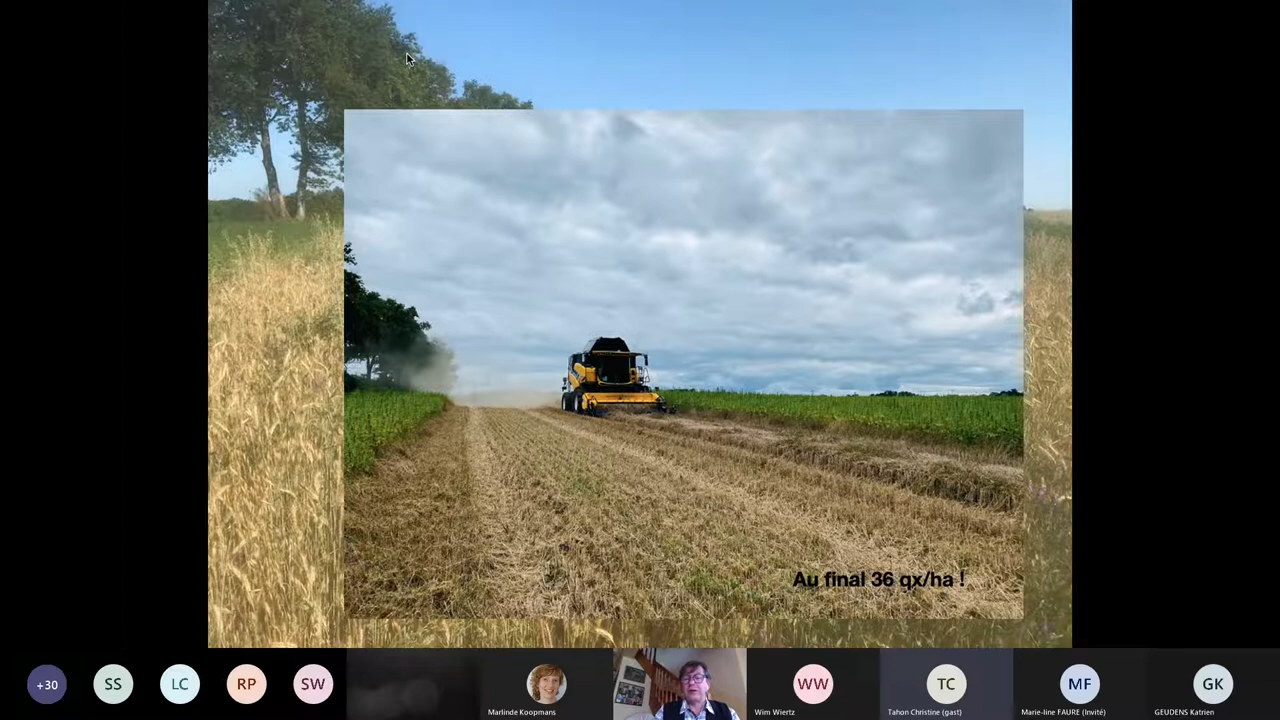 Au final 36 qx/ha !
+30
SS
LC
RP
SW
Marlinde Koopmans
WW
Wim Wiertz
TC
Tahon Christine (gast)
MF
Marie-line FAURE (Invité)
GK
GEUDENS Katrien